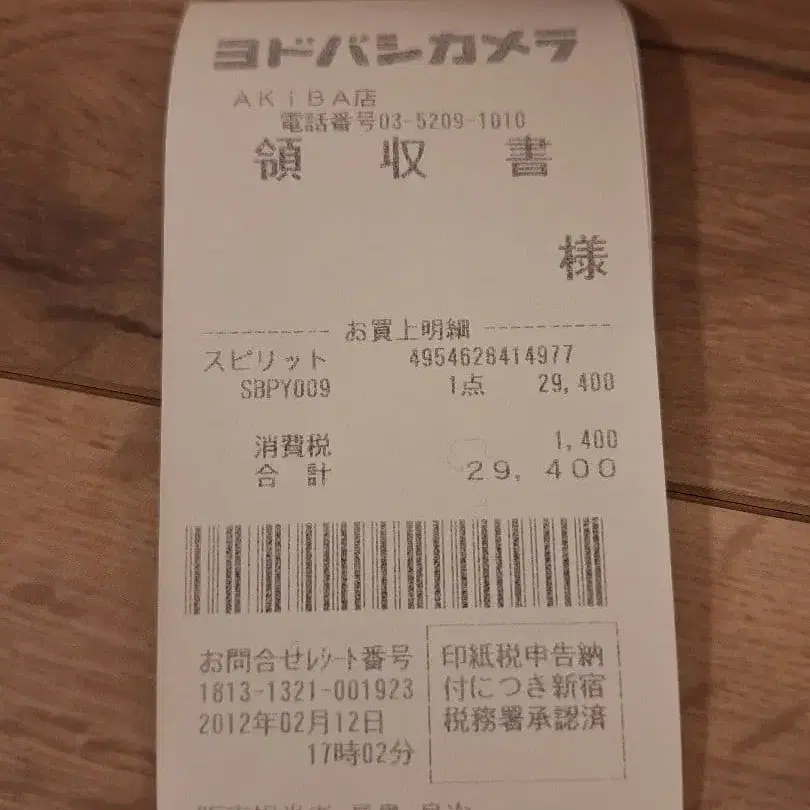 ヨドバシカメラ
AKiBA店
電話番号03-5209-1010
領 収 書
様
お買上明細
スピリット 4954628414977
SBPY009 1点 29,400
消費税 1,400
合 計 29,400
お問合せレシート番号
1813-1321-001923
2012年02月12日
17時02分
印紙税申告納
付につき新宿
税務署承認済